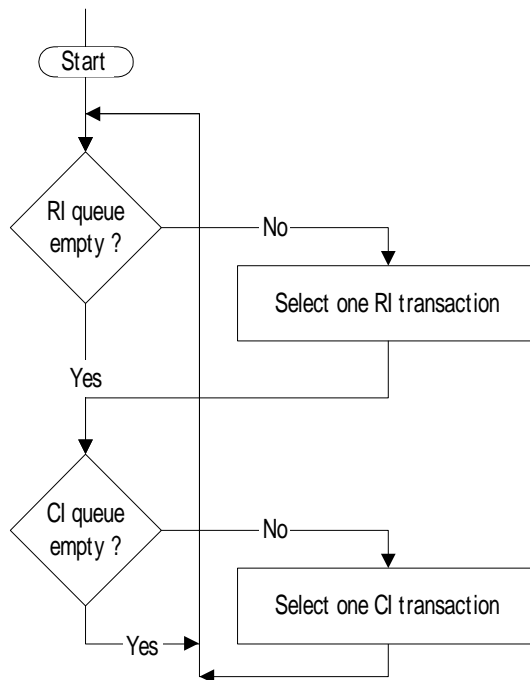 Start
RI queue
empty ?
No
Select one RI transaction
Yes
CI queue
empty ?
No
Select one CI transaction
Yes